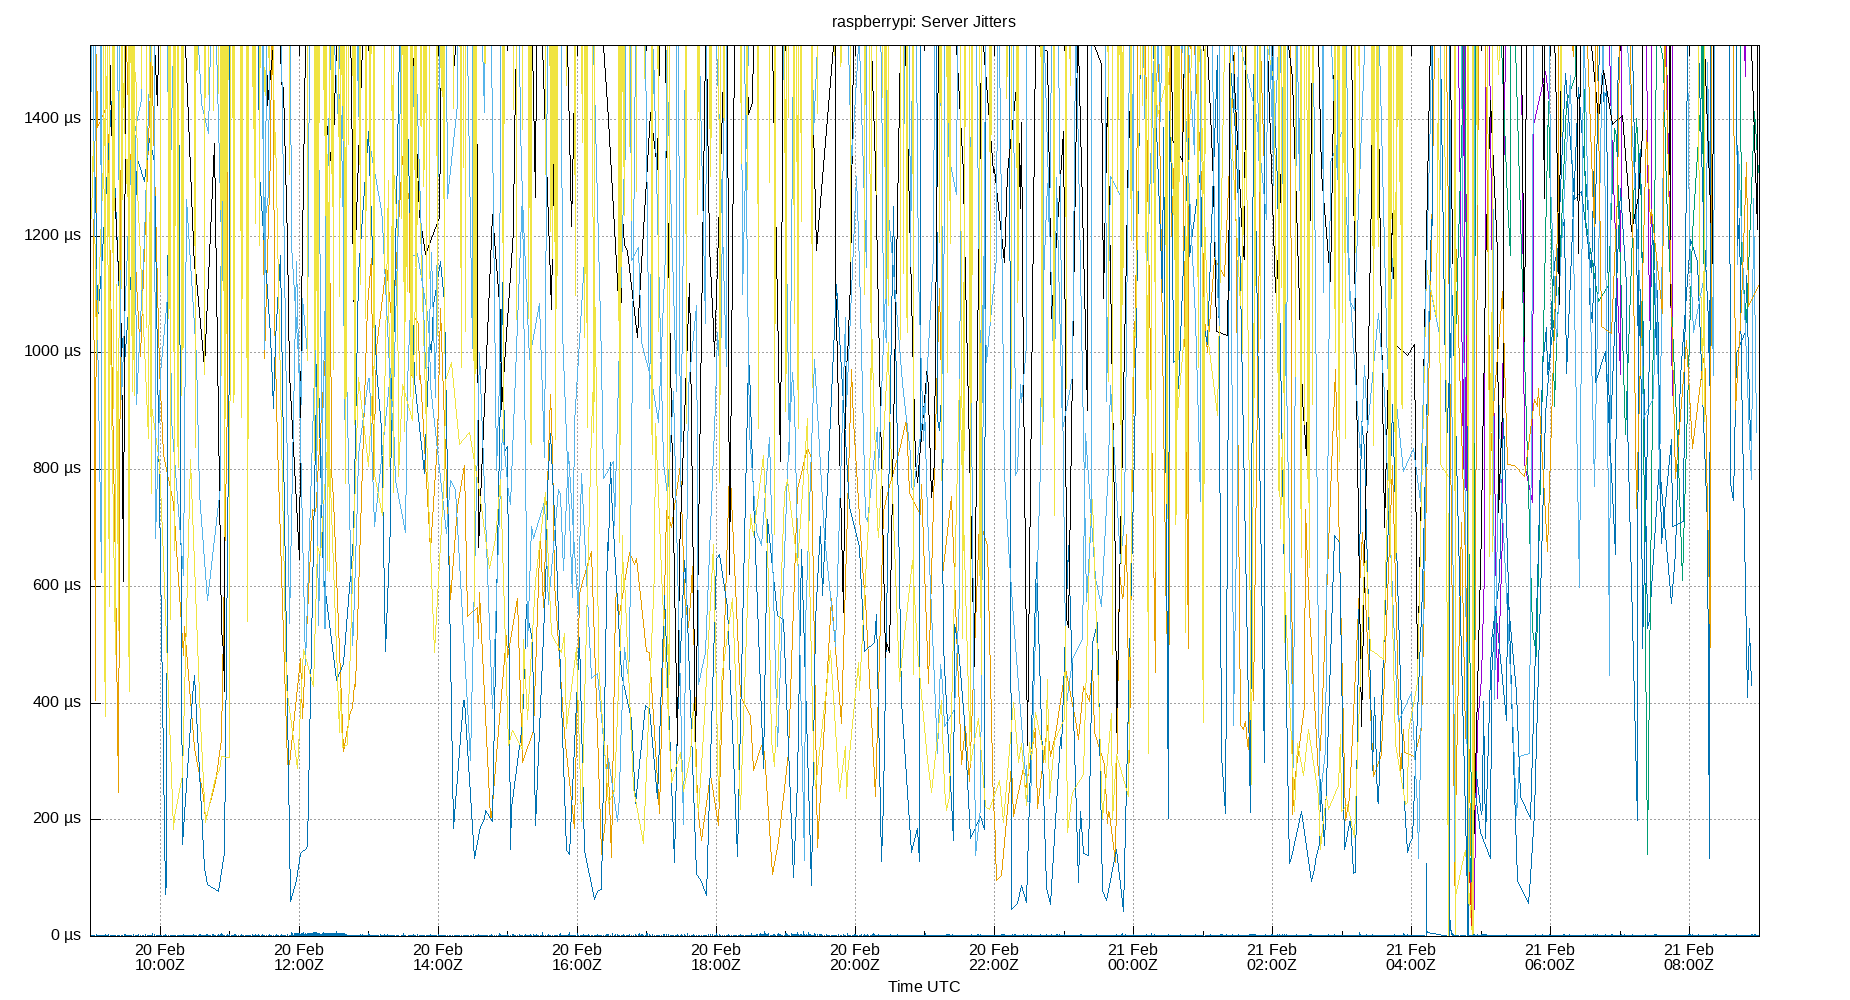 raspberrypi: Server Jitters
1400 µs
1200 µs
1000 µs
800 µs
600 µs
400 µs
200 µs
0 µs
20 Feb 20 Feb 20 Feb 20 Feb 20 Feb 20 Feb 20 Feb 21 Feb 21 Feb 21 Feb 21 Feb 21 Feb
10:00Z 12:00Z 14:00Z 16:00Z 18:00Z 20:00Z 22:00Z 00:00Z 02:00Z 04:00Z 06:00Z 08:00Z
Time UTC